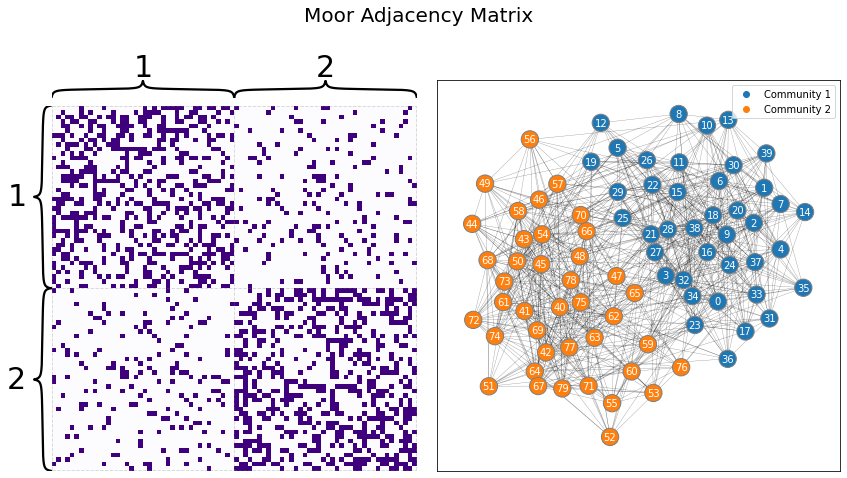 Moor Adjacency Matrix
1 2
1
2
Community 1
Community 2
8
12 10 13
56
5
39
19 26 11 30
6
49 57 22 1
29 15
46 7
58 70 18 20 14
44 25 2
66 28 38
43 54 21 9
4
48 27 16
68 50 45 24 37
47 3
73 78 32 35
65 34 33
61 40 75 0
41
72 62 31
69 23 17
74 63
77 59
42 36
64 60 76
51 67 79 71
53
55
52